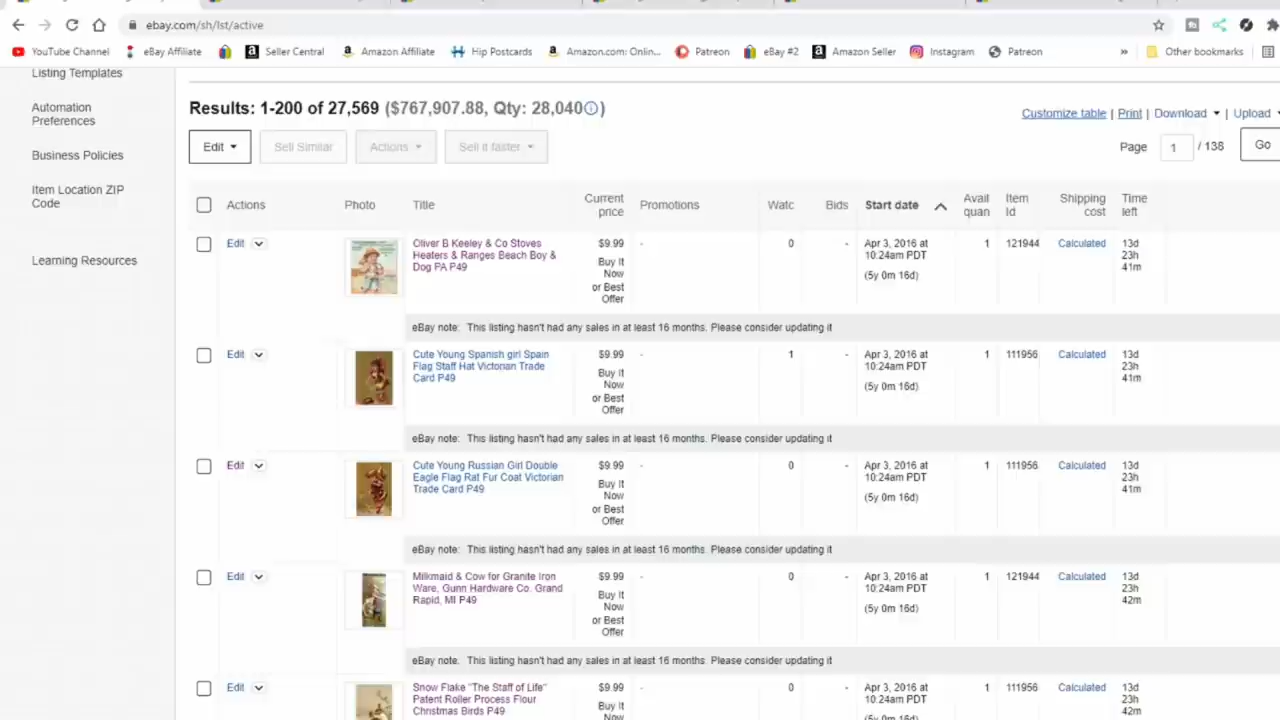 ebay.com/sh/lst/active
YouTube Channel eBay Affiliate Seller Central Amazon Affiliate Hip Postcards Amazon.com: Onlin... Patreon eBay #2 Amazon Seller Instagram Patreon » Other bookmarks
Listing Templates
Automation
Preferences
Business Policies
Item Location ZIP
Code
Learning Resources
Results: 1-200 of 27,569 ($767,907.88, Qty: 28,040)
Customize table | Print | Download | Upload
Edit Sell Similar Actions Sell it faster
Page 1 / 138 Go
Actions Photo Title Current price Promotions Watc Bids Start date Avail quan Item Id Shipping cost Time left
Edit
Oliver B Keeley & Co Stoves
Heaters & Ranges Beach Boy &
Dog PA P49
$9.99
Buy It
Now
or Best
Offer
-
0
-
Apr 3, 2016 at
10:24am PDT
(5y 0m 16d)
1
121944
Calculated
13d
23h
41m
eBay note: This listing hasn't had any sales in at least 16 months. Please consider updating it
Edit
Cute Young Spanish girl Spain
Flag Staff Hat Victorian Trade
Card P49
$9.99
Buy It
Now
or Best
Offer
-
1
-
Apr 3, 2016 at
10:24am PDT
(5y 0m 16d)
1
111956
Calculated
13d
23h
41m
eBay note: This listing hasn't had any sales in at least 16 months. Please consider updating it
Edit
Cute Young Russian Girl Double
Eagle Flag Rat Fur Coat Victorian
Trade Card P49
$9.99
Buy It
Now
or Best
Offer
-
0
-
Apr 3, 2016 at
10:24am PDT
(5y 0m 16d)
1
111956
Calculated
13d
23h
41m
eBay note: This listing hasn't had any sales in at least 16 months. Please consider updating it
Edit
Milkmaid & Cow for Granite Iron
Ware, Gunn Hardware Co. Grand
Rapid, MI P49
$9.99
Buy It
Now
or Best
Offer
-
0
-
Apr 3, 2016 at
10:24am PDT
(5y 0m 16d)
1
121944
Calculated
13d
23h
42m
eBay note: This listing hasn't had any sales in at least 16 months. Please consider updating it
Edit
Snow Flake "The Staff of Life"
Patent Roller Process Flour
Christmas Birds P49
$9.99
Buy It
Now
-
0
-
Apr 3, 2016 at
10:24am PDT
(5y 0m 16d)
1
111956
Calculated
13d
23h
42m